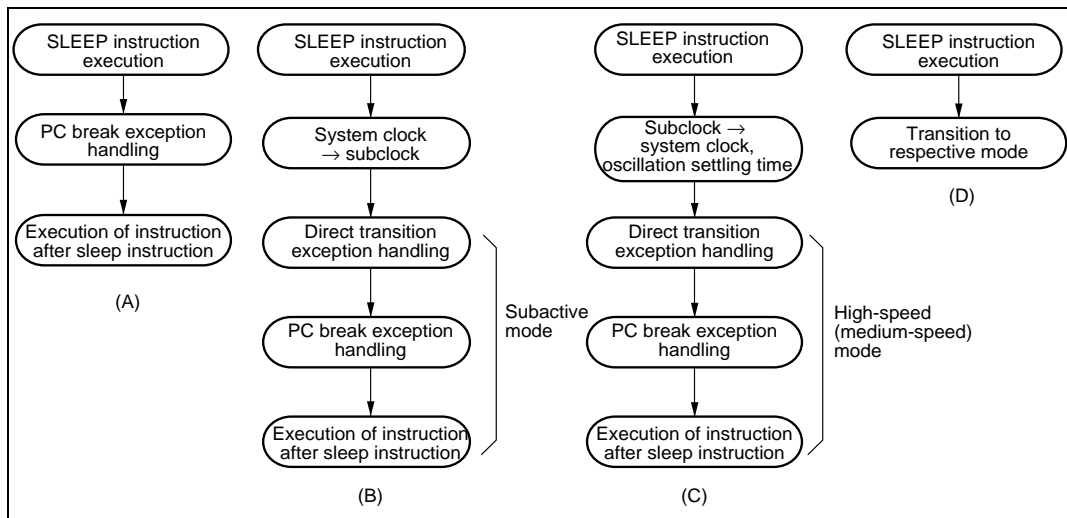 SLEEP instruction
execution
PC break exception
handling
Execution of instruction
after sleep instruction
(A)
SLEEP instruction
execution
System clock
→ subclock
Direct transition
exception handling
PC break exception
handling
Execution of instruction
after sleep instruction
Subactive
mode
(B)
SLEEP instruction
execution
Subclock →
system clock,
oscillation settling time
Direct transition
exception handling
PC break exception
handling
Execution of instruction
after sleep instruction
High-speed
(medium-speed)
mode
(C)
SLEEP instruction
execution
Transition to
respective mode
(D)